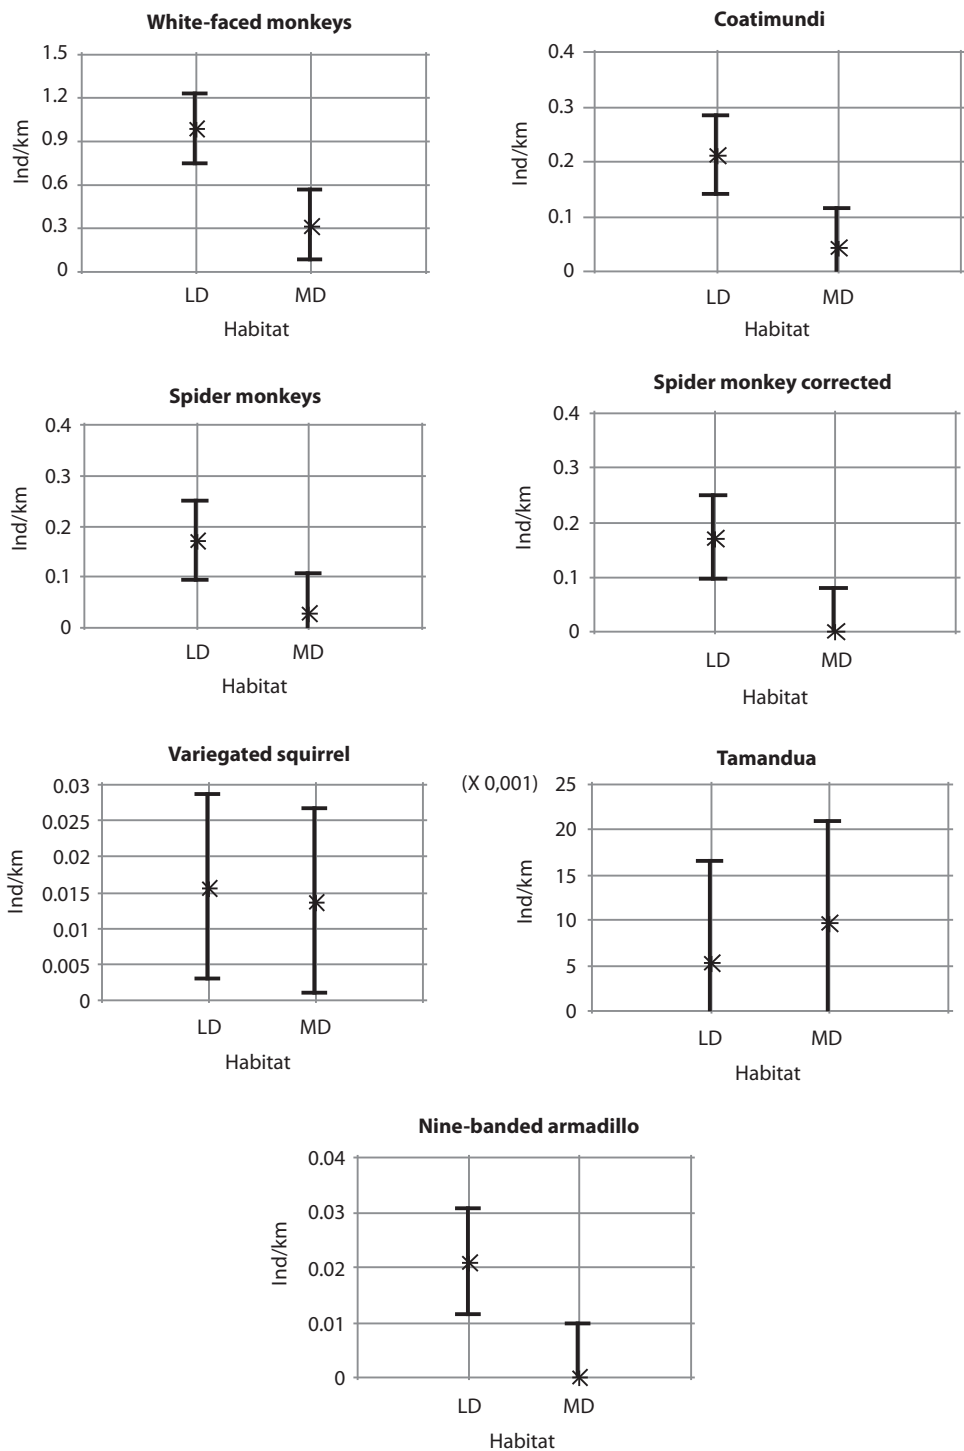 White-faced monkeys
1.5
1.2
0.9
0.6
0.3
0
Ind/km
LD MD
Habitat
Coatimundi
0.4
0.3
0.2
0.1
0
Ind/km
LD MD
Habitat
Spider monkeys
0.4
0.3
0.2
0.1
0
Ind/km
LD MD
Habitat
Spider monkey corrected
0.4
0.3
0.2
0.1
0
Ind/km
LD MD
Habitat
Variegated squirrel
0.03
0.025
0.02
0.015
0.01
0.005
0
Ind/km
LD MD
Habitat
Tamandua
(X 0,001)
25
20
15
10
5
0
Ind/km
LD MD
Habitat
Nine-banded armadillo
0.04
0.03
0.02
0.01
0
Ind/km
LD MD
Habitat